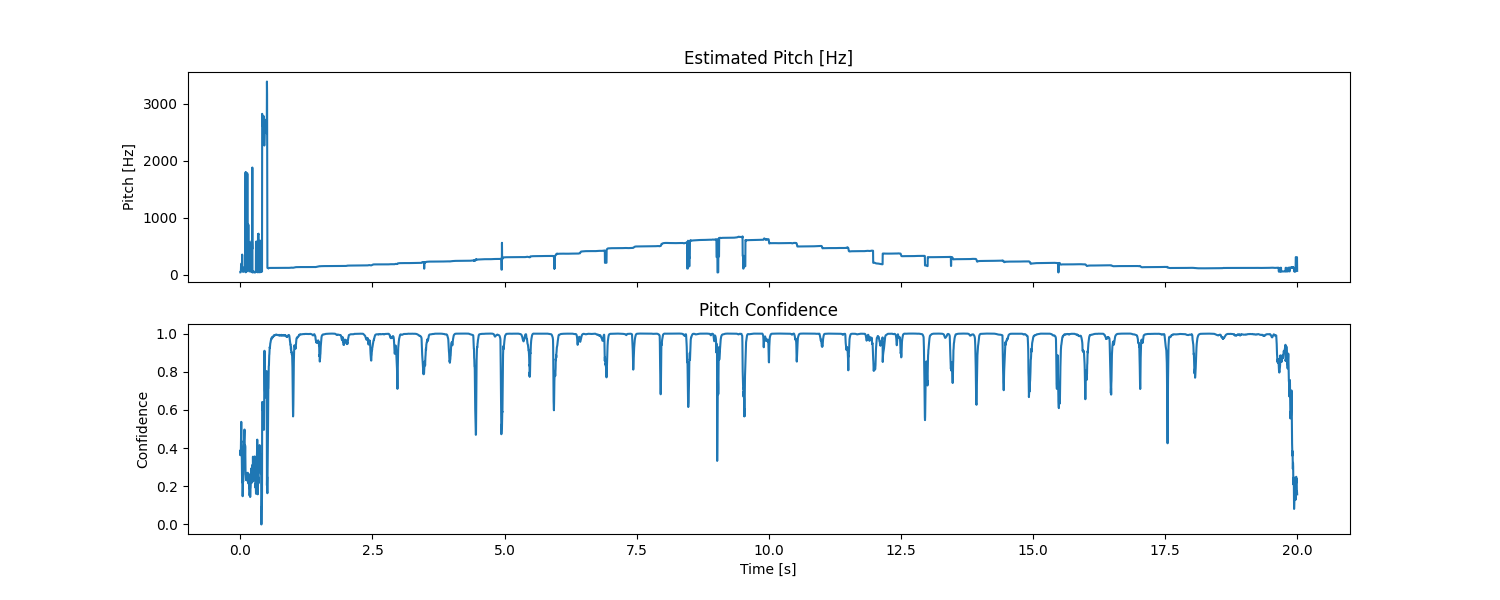 Estimated Pitch [Hz]
Pitch [Hz]
3000
2000
1000
0
Pitch Confidence
Confidence
1.0
0.8
0.6
0.4
0.2
0.0
0.0 2.5 5.0 7.5 10.0 12.5 15.0 17.5 20.0
Time [s]